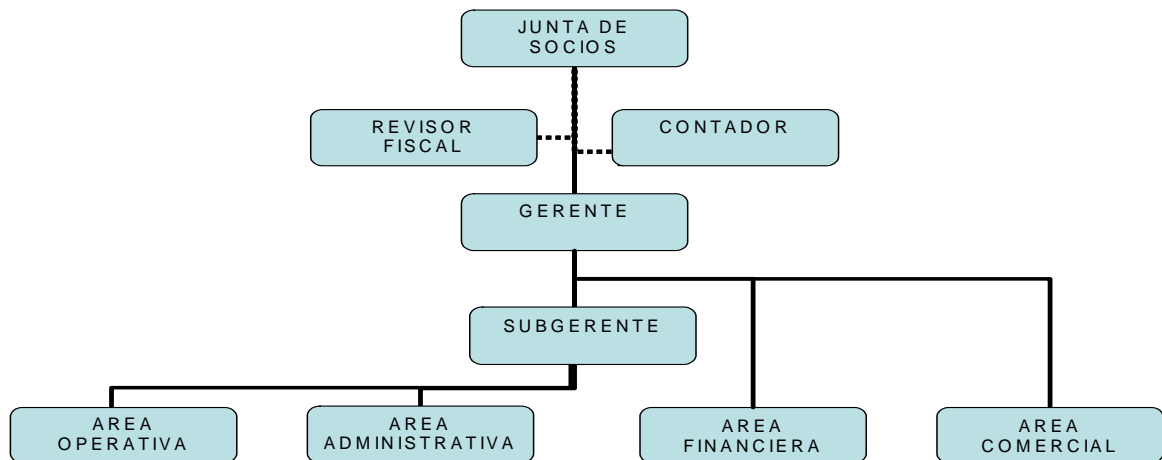 JUNTA DE
SOCIOS
REVISOR
FISCAL
CONTADOR
GERENTE
SUBGERENTE
AREA
OPERATIVA
AREA
ADMINISTRATIVA
AREA
FINANCIERA
AREA
COMERCIAL